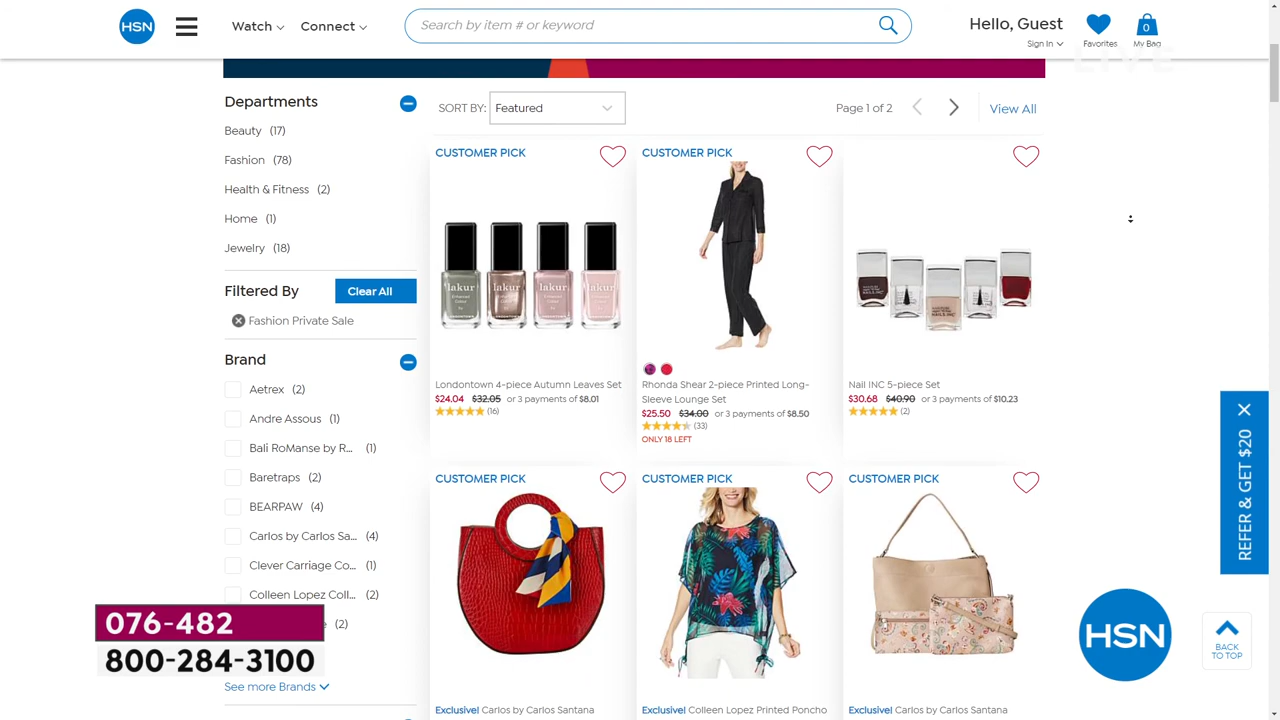 HSN
Watch
Connect
Search by item # or keyword
Hello, Guest
Sign In
Favorites
0
My Bag
LIVE
Departments
Beauty (17)
Fashion (78)
Health & Fitness (2)
Home (1)
Jewelry (18)
Filtered By
Clear All
Fashion Private Sale
Brand
Aetrex (2)
Andre Assous (1)
Bali RoManse by R... (1)
Baretraps (2)
BEARPAW (4)
Carlos by Carlos Sa... (4)
Clever Carriage Co... (1)
Colleen Lopez Coll... (2)
(2)
076-482
800-284-3100
See more Brands
SORT BY: Featured
Page 1 of 2
View All
CUSTOMER PICK
lakur
lakur
lakur
lakur
Londontown 4-piece Autumn Leaves Set
$24.04 $32.05 or 3 payments of $8.01
(16)
CUSTOMER PICK
Rhonda Shear 2-piece Printed Long-
Sleeve Lounge Set
$25.50 $34.00 or 3 payments of $8.50
(33)
ONLY 18 LEFT
CUSTOMER PICK
Nail INC 5-piece Set
$30.68 $40.90 or 3 payments of $10.23
(2)
CUSTOMER PICK
Exclusive! Carlos by Carlos Santana
CUSTOMER PICK
Exclusive! Colleen Lopez Printed Poncho
CUSTOMER PICK
Exclusive! Carlos by Carlos Santana
REFER & GET $20
HSN
BACK
TO TOP